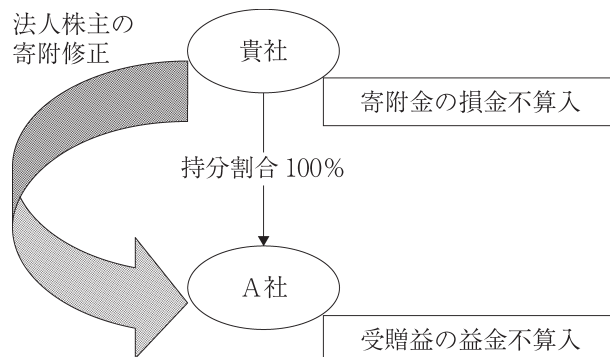 法人株主の
寄附修正
貴社
寄附金の損金不算入
持分割合 100%
A社
受贈益の益金不算入